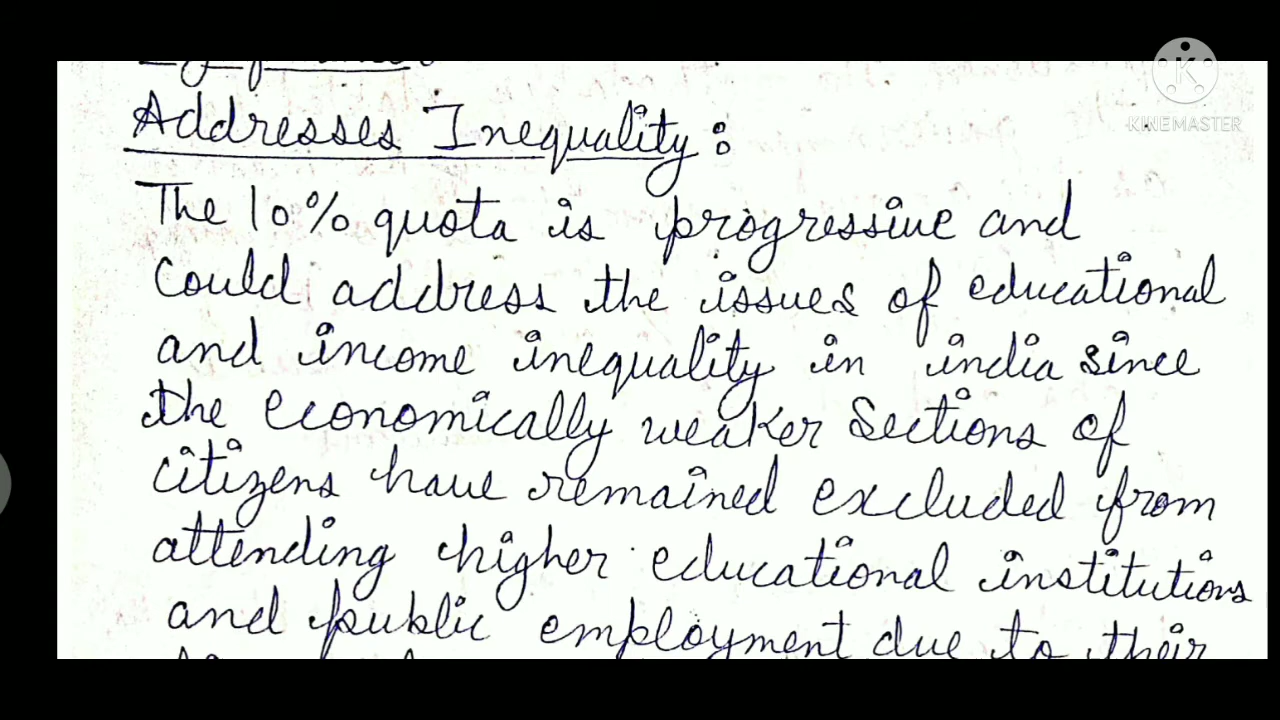 Addresses Inequality:
The 10% quota is progressive and
could address the issues of educational
and income inequality in india since
the economically weaker Sections of
citizens have remained excluded from
attending higher educational institutions
and public employment due to their
KINEMASTER